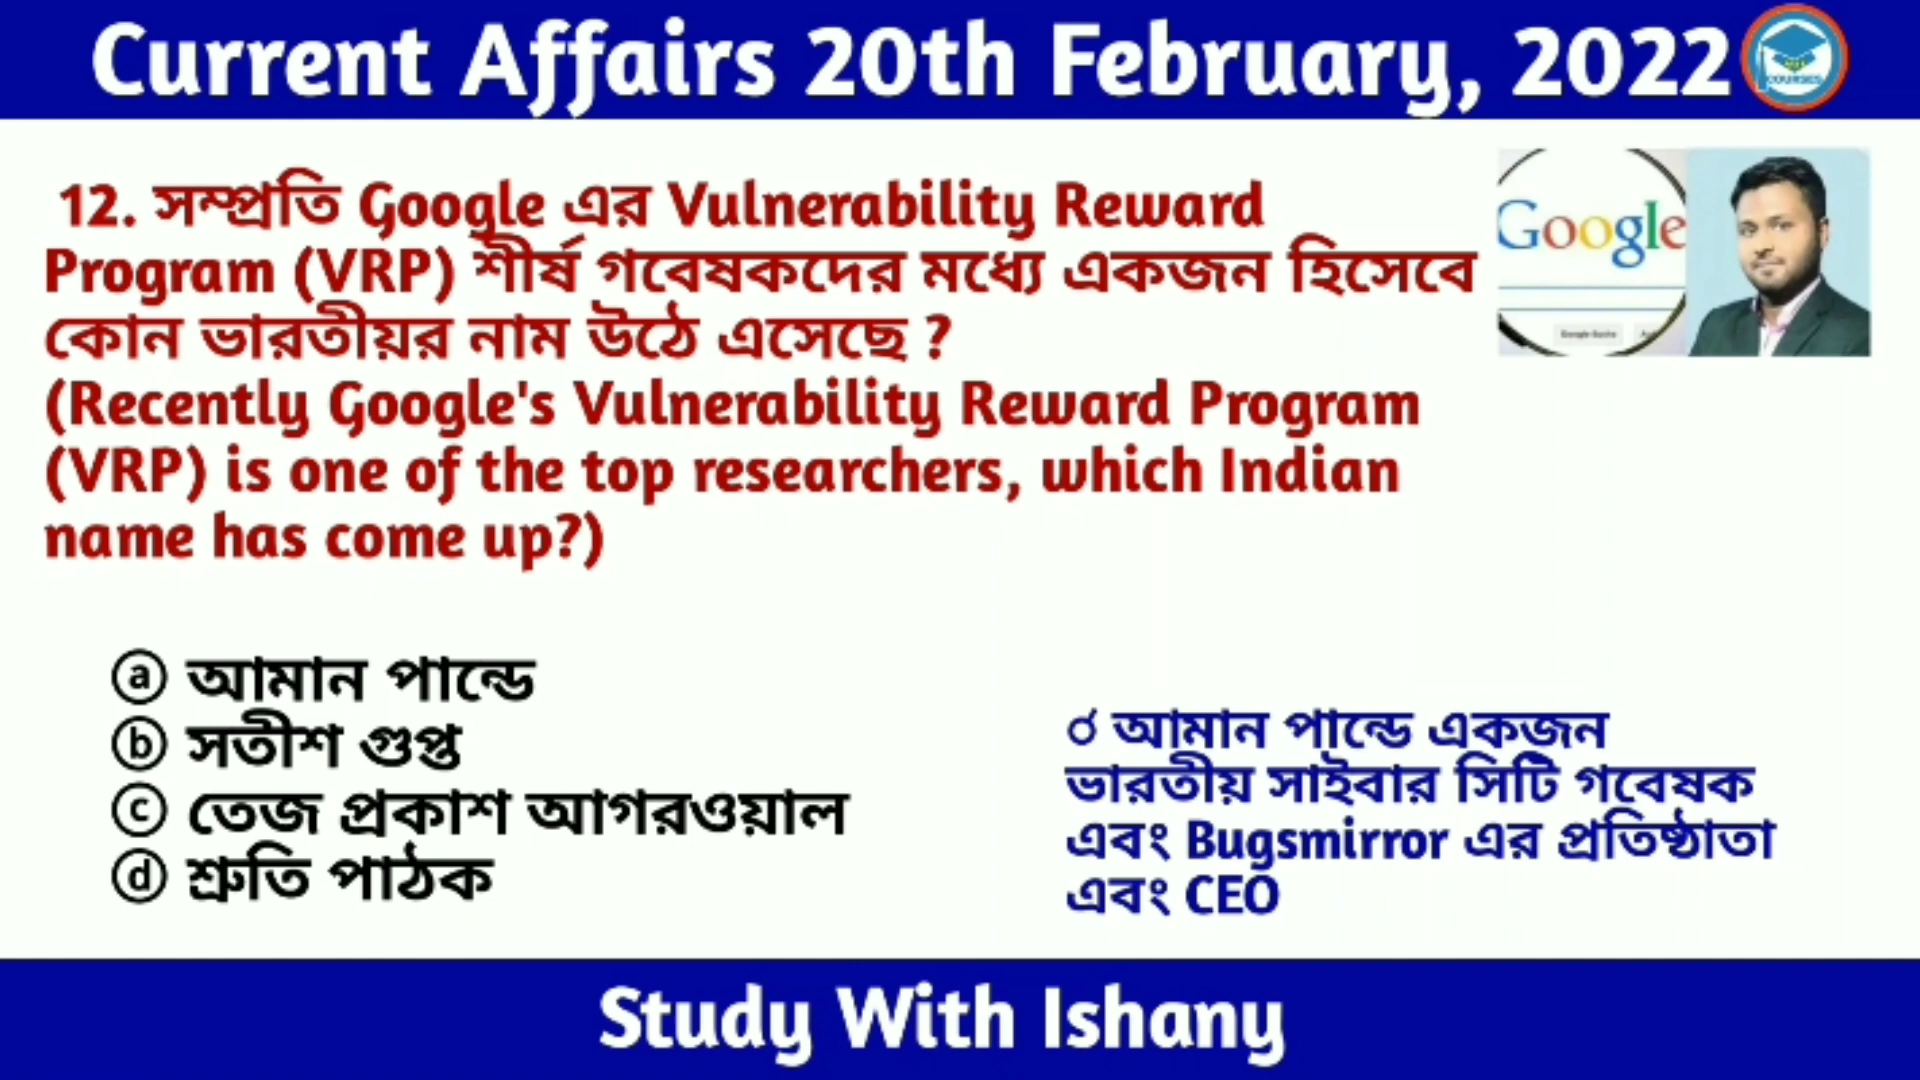 Current Affairs 20th February, 2022
COURSES
12. সম্প্রতি Google এর Vulnerability Reward
Program (VRP) শীর্ষ গবেষকদের মধ্যে একজন হিসেবে
কোন ভারতীয়র নাম উঠে এসেছে ?
(Recently Google's Vulnerability Reward Program
(VRP) is one of the top researchers, which Indian
name has come up?)
Google
ⓐ আমান পান্ডে
ⓑ সতীশ গুপ্ত
ⓒ তেজ প্রকাশ আগরওয়াল
ⓓ শ্রুতি পাঠক
আমান পান্ডে একজন
ভারতীয় সাইবার সিটি গবেষক
এবং Bugsmirror এর প্রতিষ্ঠাতা
এবং CEO
Study With Ishany